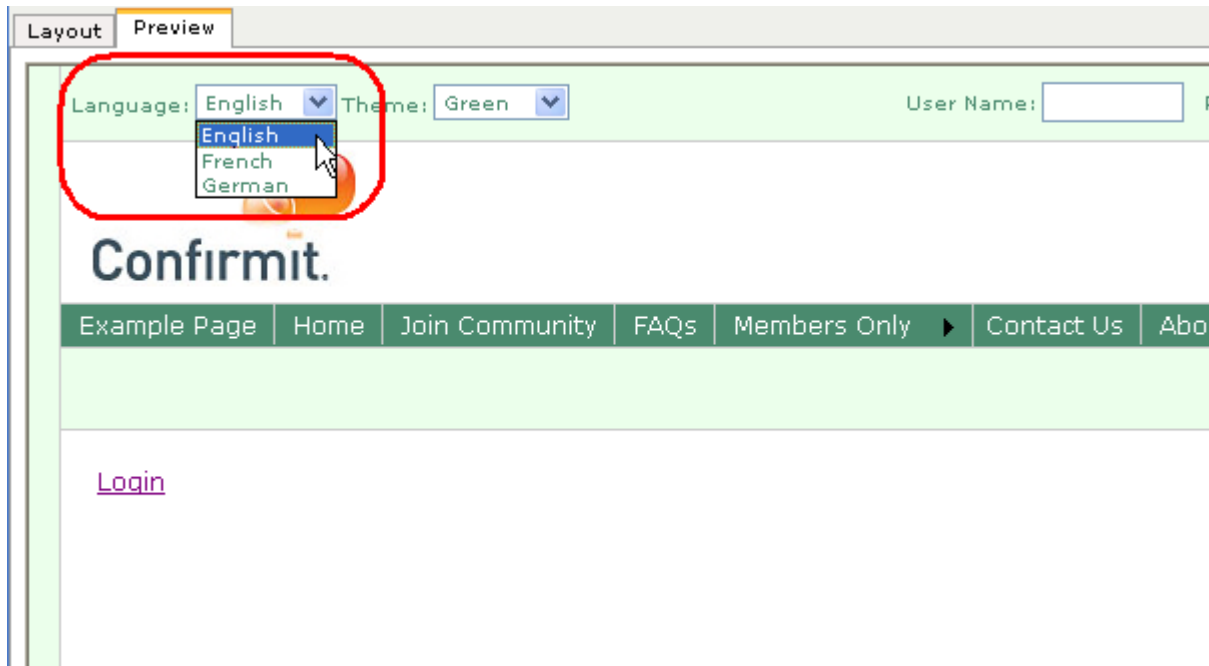 Layout Preview
Language: English Theme: Green User Name:
English
French
German
Confirmit.
Example Page Home Join Community FAQs Members Only Contact Us Abo
Login